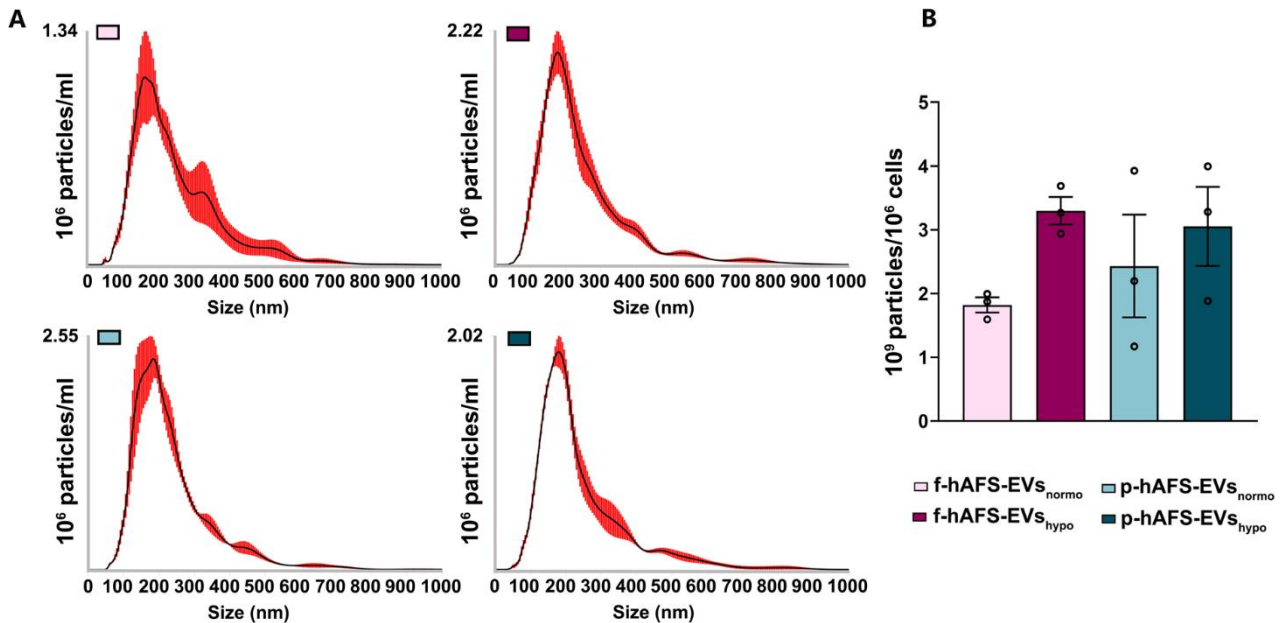 A
1.34
10⁶ particles/ml
0 100 200 300 400 500 600 700 800 900 1000
Size (nm)
2.22
10⁶ particles/ml
0 100 200 300 400 500 600 700 800 900 1000
Size (nm)
2.55
10⁶ particles/ml
0 100 200 300 400 500 600 700 800 900 1000
Size (nm)
2.02
10⁶ particles/ml
0 100 200 300 400 500 600 700 800 900 1000
Size (nm)
B
10⁹ particles/10⁶ cells
5
4
3
2
1
0
f-hAFS-EVsnormo
p-hAFS-EVsnormo
f-hAFS-EVshypo
p-hAFS-EVshypo